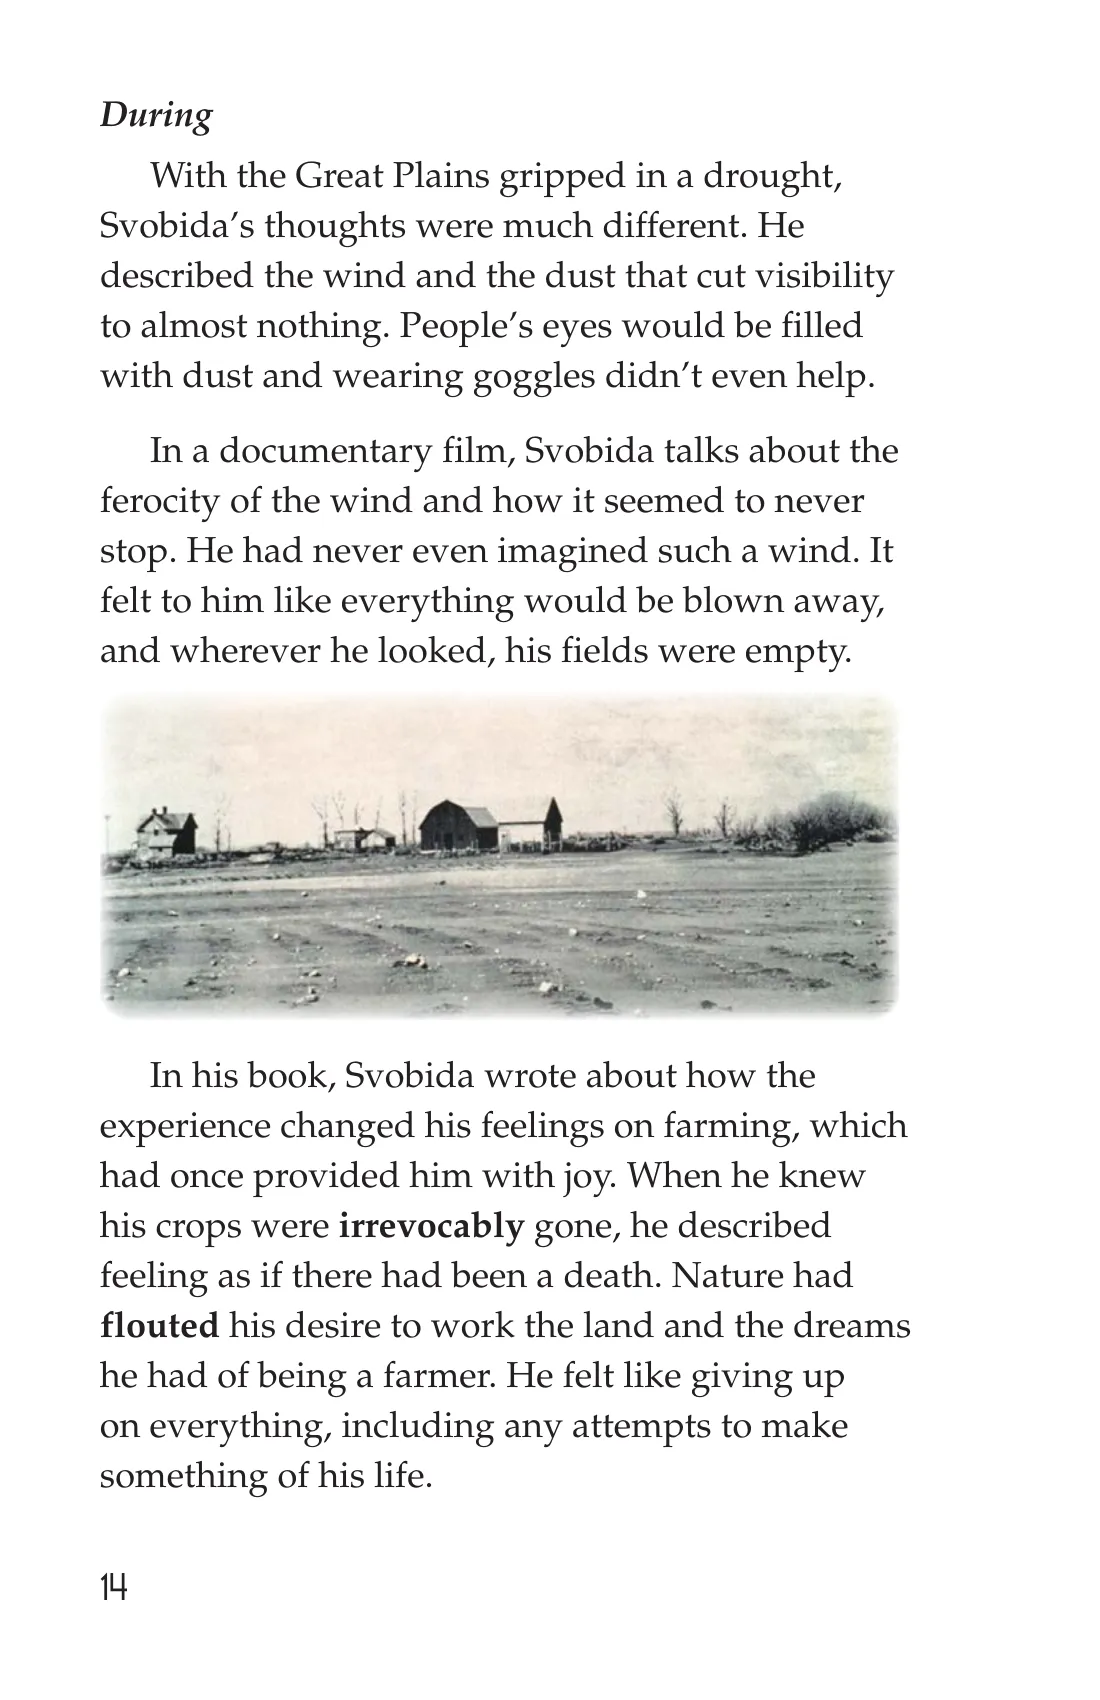 During
With the Great Plains gripped in a drought,
Svobida’s thoughts were much different. He
described the wind and the dust that cut visibility
to almost nothing. People’s eyes would be filled
with dust and wearing goggles didn’t even help.
In a documentary film, Svobida talks about the
ferocity of the wind and how it seemed to never
stop. He had never even imagined such a wind. It
felt to him like everything would be blown away,
and wherever he looked, his fields were empty.
In his book, Svobida wrote about how the
experience changed his feelings on farming, which
had once provided him with joy. When he knew
his crops were irrevocably gone, he described
feeling as if there had been a death. Nature had
flouted his desire to work the land and the dreams
he had of being a farmer. He felt like giving up
on everything, including any attempts to make
something of his life.
14